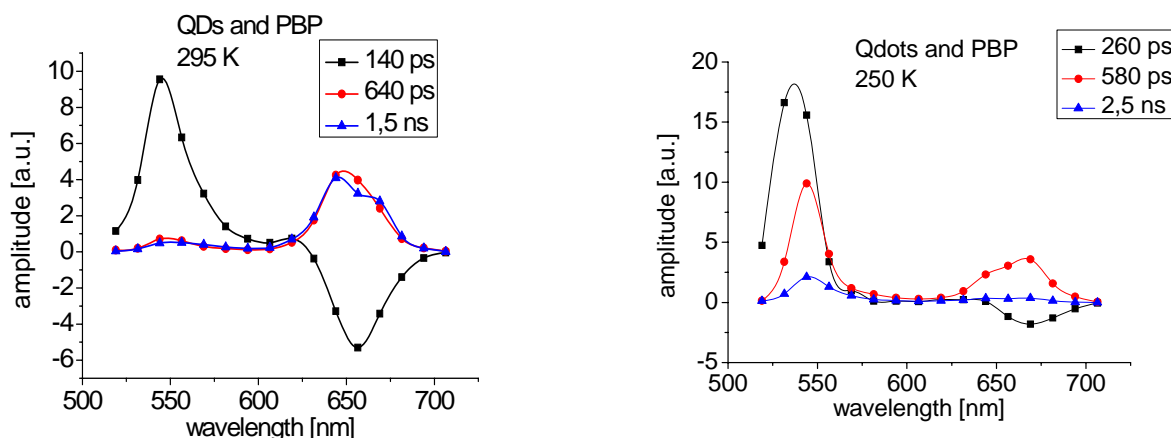 QDs and PBP
295 K
140 ps
640 ps
1,5 ns
10
8
6
4
2
0
-2
-4
-6
amplitude [a.u.]
500 550 600 650 700
wavelength [nm]
Qdots and PBP
250 K
260 ps
580 ps
2,5 ns
20
15
10
5
0
-5
amplitude [a.u.]
500 550 600 650 700
wavelength [nm]